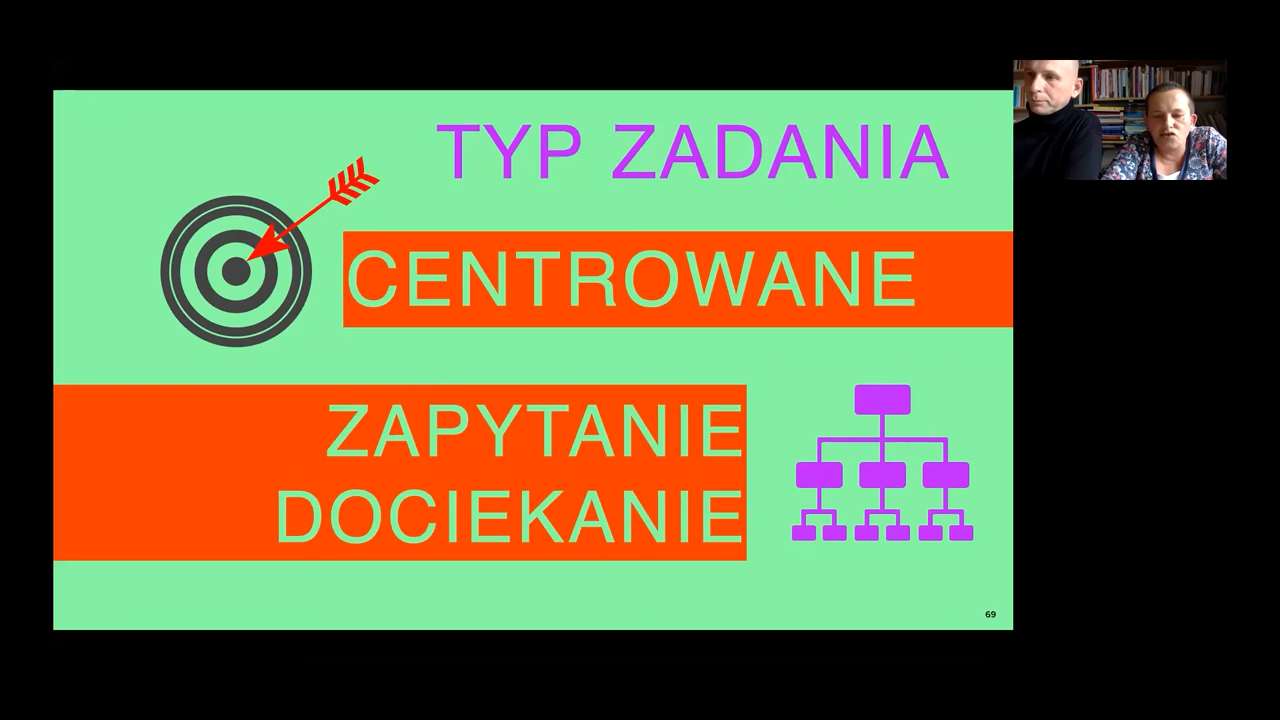 TYP ZADANIA
CENTROWANE
ZAPYTANIE
DOCIEKANIE
69